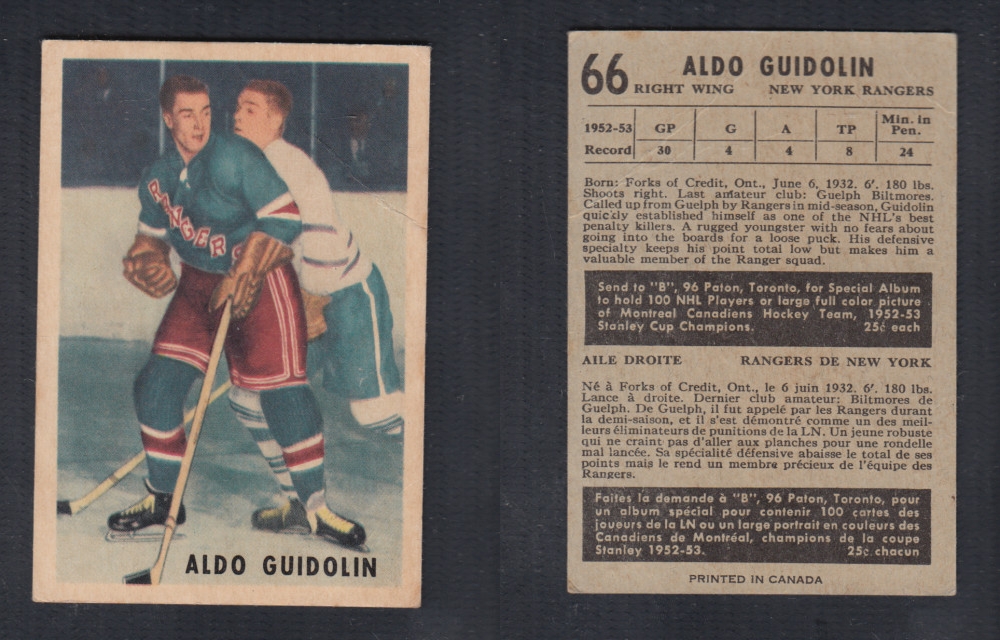 RANGERS
ALDO GUIDOLIN
66 ALDO GUIDOLIN
RIGHT WING NEW YORK RANGERS
1952-53 GP G A TP Min. in Pen.
Record 30 4 4 8 24
Born: Forks of Credit, Ont., June 6, 1932. 6'. 180 lbs.
Shoots right. Last amateur club: Guelph Biltmores.
Called up from Guelph by Rangers in mid-season, Guidolin
quickly established himself as one of the NHL's best
penalty killers. A rugged youngster with no fears about
going into the boards for a loose puck. His defensive
specialty keeps his point total low but makes him a
valuable member of the Ranger squad.
Send to "B", 96 Paton, Toronto, for Special Album
to hold 100 NHL Players or large full color picture
of Montreal Canadiens Hockey Team, 1952-53
Stanley Cup Champions. 25¢ each
AILE DROITE RANGERS DE NEW YORK
Né à Forks of Credit, Ont., le 6 juin 1932. 6'. 180 lbs.
Lance à droite. Dernier club amateur: Biltmores de
Guelph. De Guelph, il fut appelé par les Rangers durant
la demi-saison, et il s'est démontré comme un des meil-
leurs éliminateurs de punitions de la LN. Un jeune robuste
qui ne craint pas d'aller aux planches pour une rondelle
mal lancée. Sa spécialité défensive abaisse le total de ses
points mais le rend un membre précieux de l'équipe des
Rangers.
Faites la demande à "B", 96 Paton, Toronto, pour
un album spécial pour contenir 100 cartes des
joueurs de la LN ou un large portrait en couleurs des
Canadiens de Montréal, champions de la coupe
Stanley 1952-53. 25c. chacun
PRINTED IN CANADA